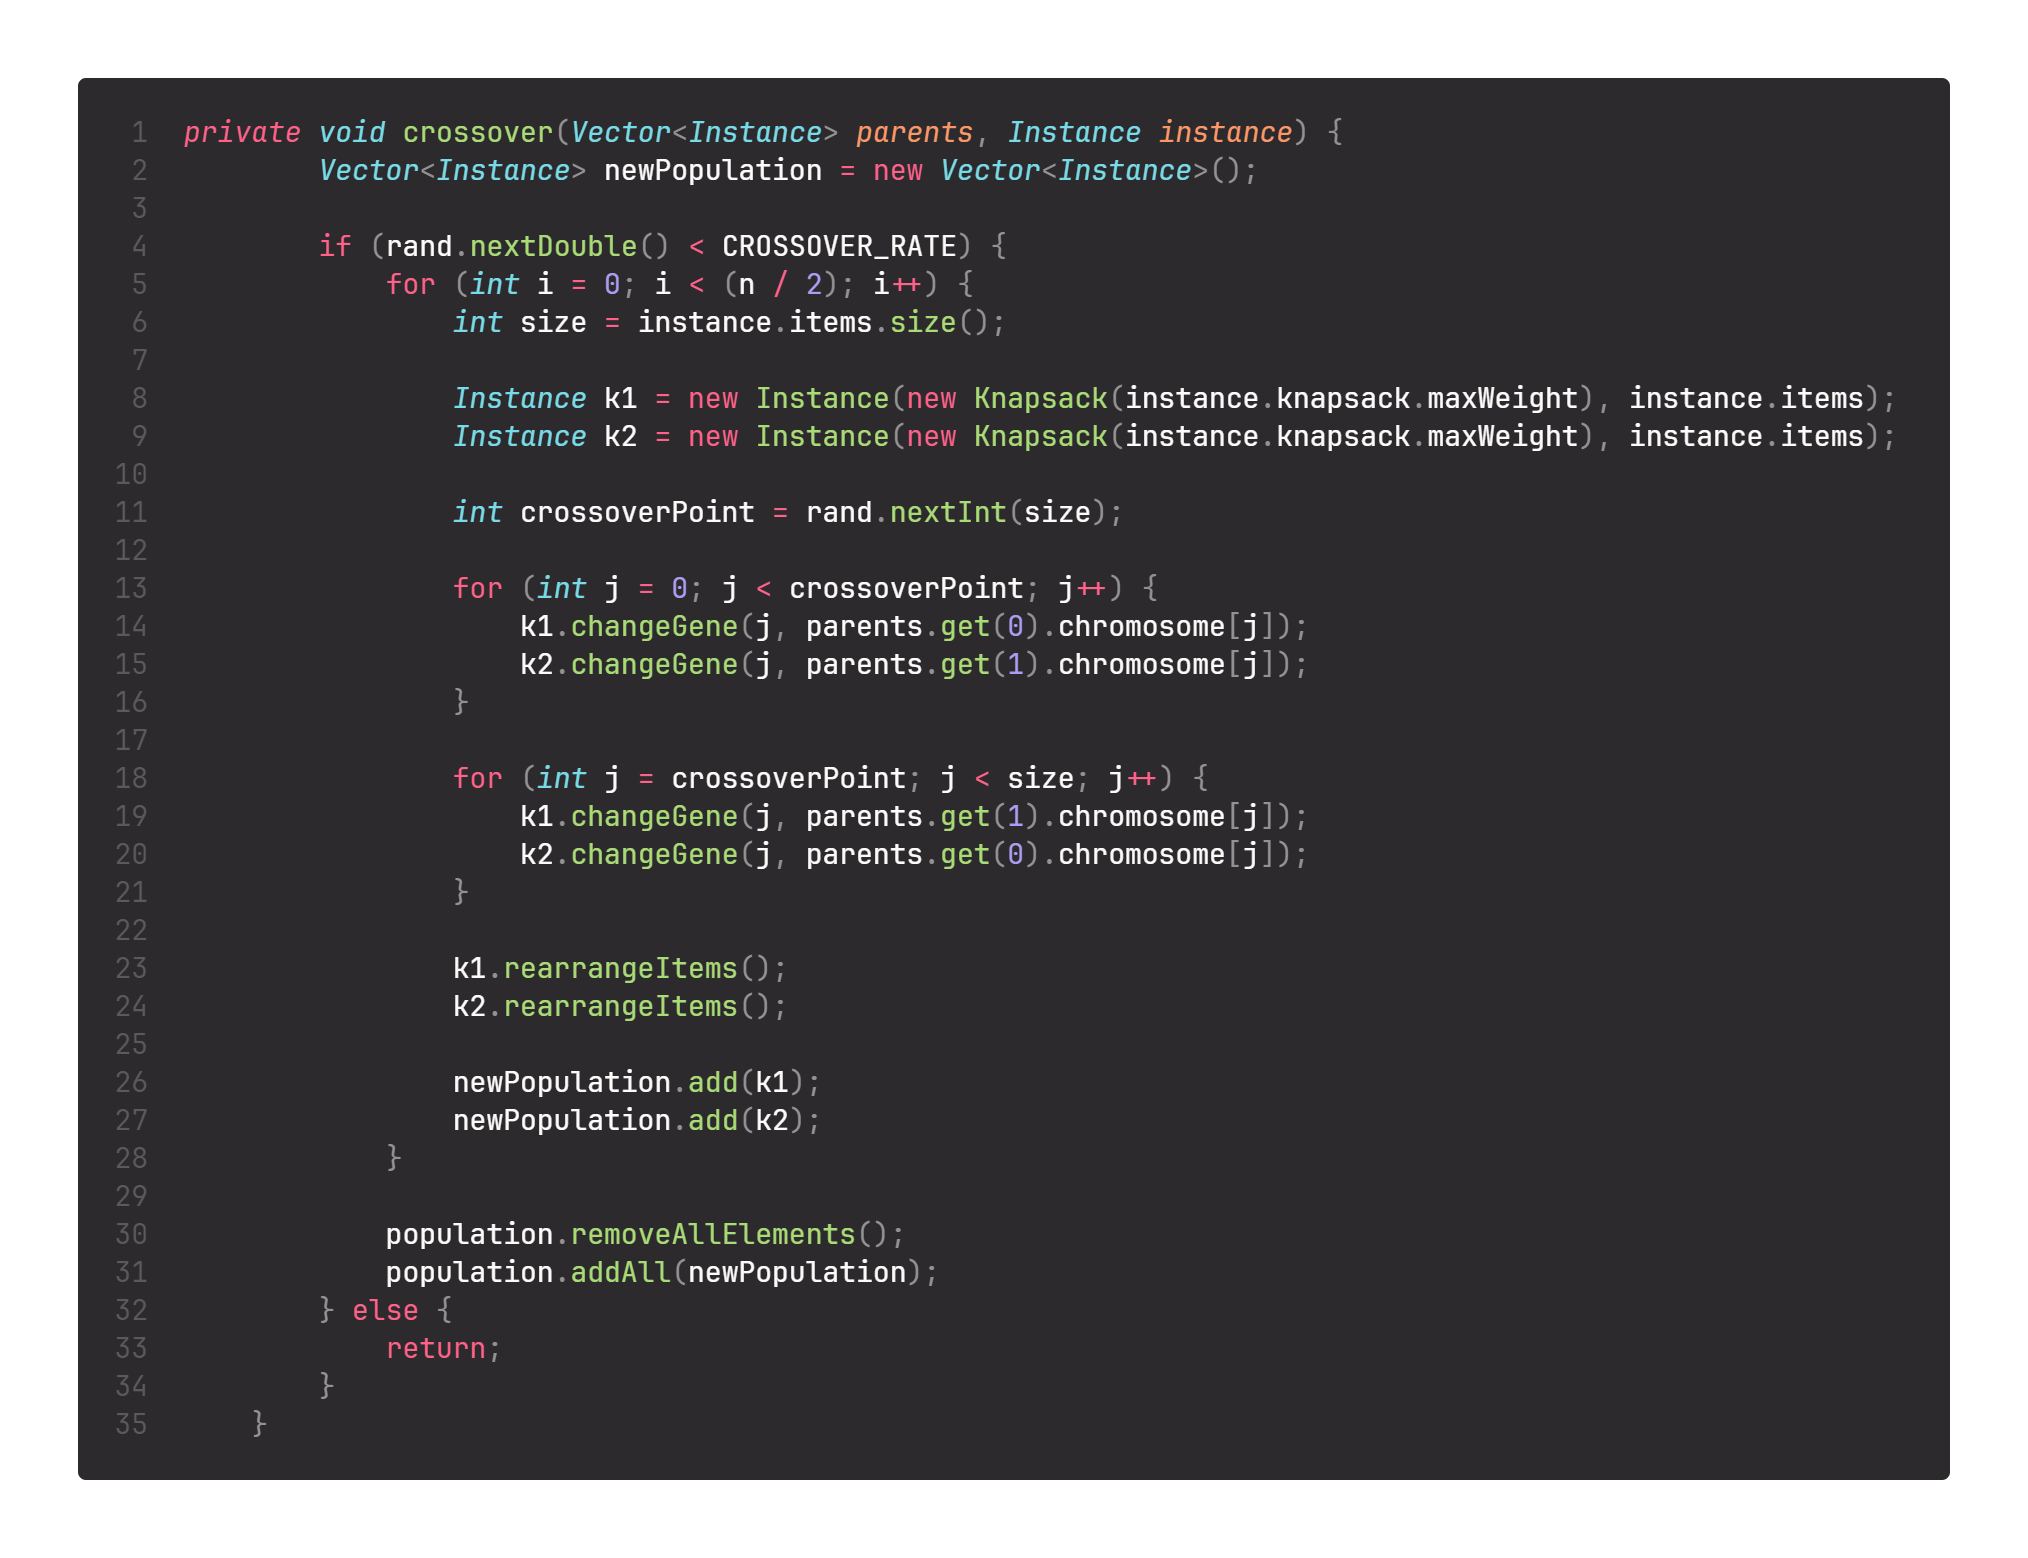 1 private void crossover(Vector<Instance> parents, Instance instance) {
2 Vector<Instance> newPopulation = new Vector<Instance>();
3
4 if (rand.nextDouble() < CROSSOVER_RATE) {
5 for (int i = 0; i < (n / 2); i++) {
6 int size = instance.items.size();
7
8 Instance k1 = new Instance(new Knapsack(instance.knapsack.maxWeight), instance.items);
9 Instance k2 = new Instance(new Knapsack(instance.knapsack.maxWeight), instance.items);
10
11 int crossoverPoint = rand.nextInt(size);
12
13 for (int j = 0; j < crossoverPoint; j++) {
14 k1.changeGene(j, parents.get(0).chromosome[j]);
15 k2.changeGene(j, parents.get(1).chromosome[j]);
16 }
17
18 for (int j = crossoverPoint; j < size; j++) {
19 k1.changeGene(j, parents.get(1).chromosome[j]);
20 k2.changeGene(j, parents.get(0).chromosome[j]);
21 }
22
23 k1.rearrangeItems();
24 k2.rearrangeItems();
25
26 newPopulation.add(k1);
27 newPopulation.add(k2);
28 }
29
30 population.removeAllElements();
31 population.addAll(newPopulation);
32 } else {
33 return;
34 }
35 }